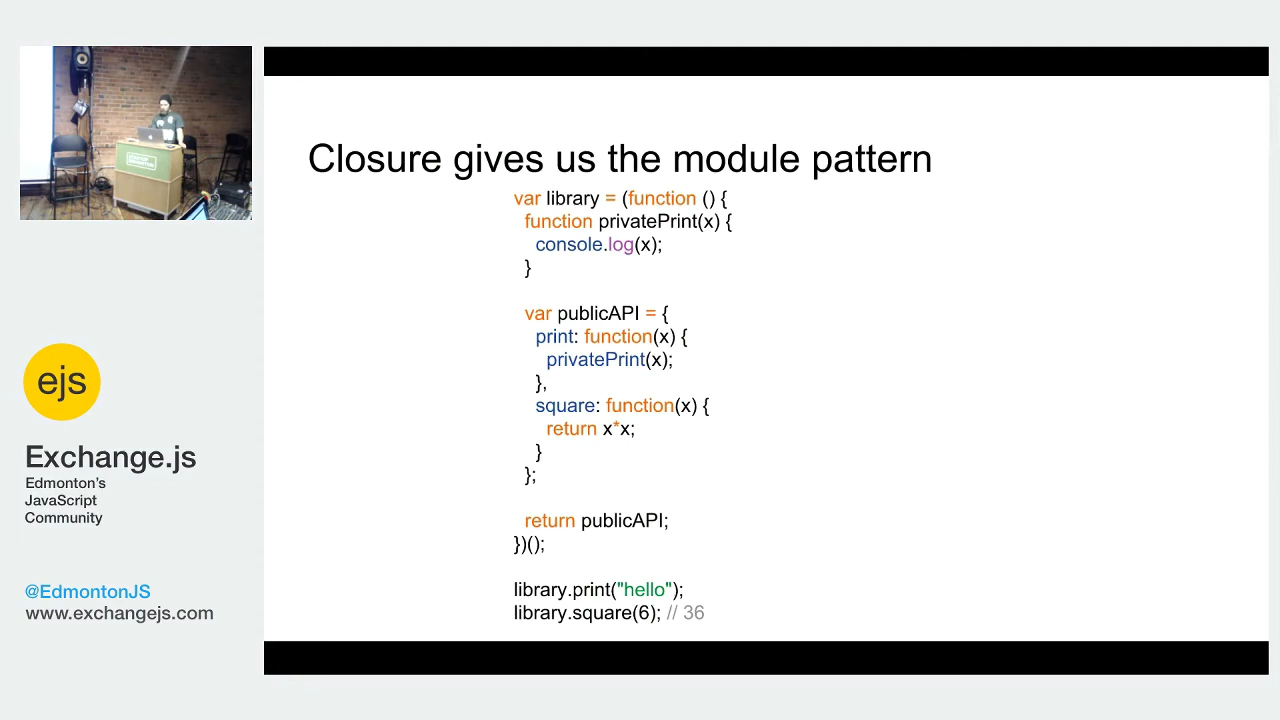 Closure gives us the module pattern
var library = (function () {
function privatePrint(x) {
console.log(x);
}
var publicAPI = {
print: function(x) {
privatePrint(x);
},
square: function(x) {
return x*x;
}
};
return publicAPI;
})();
library.print("hello");
library.square(6); // 36
ejs
Exchange.js
Edmonton's
JavaScript
Community
@EdmontonJS
www.exchangejs.com